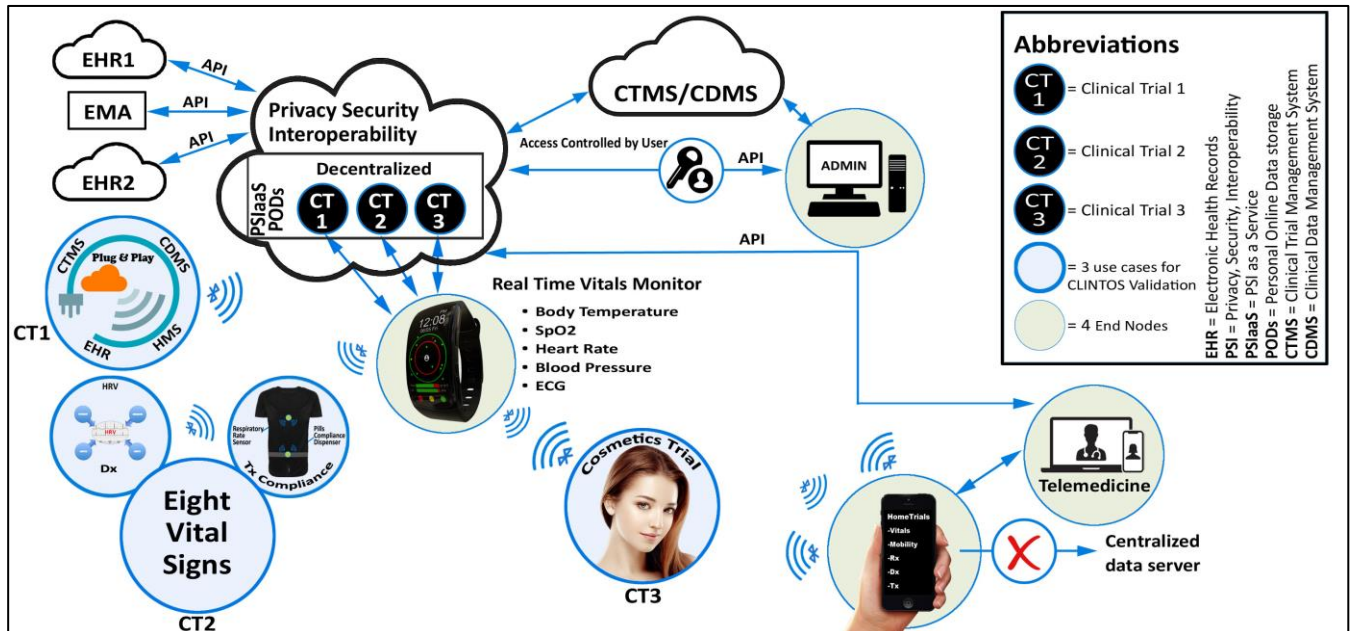 EHR1
API
EMA
API
EHR2
API
Privacy Security
Interoperability
Decentralized
PSIaaS
PODs
CT
1
CT
2
CT
3
CTMS/CDMS
Access Controlled by User
API
ADMIN
API
CTMS
CDMS
Plug & Play
EHR
HMS
CT1
Real Time Vitals Monitor
• Body Temperature
• SpO2
• Heart Rate
• Blood Pressure
• ECG
12:08
HRV
HRV
Dx
Respiratory
Rate
Sensor
Pills
Compliance
Dispenser
Tx Compliance
Eight
Vital
Signs
CT2
Cosmetics Trial
CT3
HomeTrials
-Vitals
-Mobility
-Rx
-Dx
-Tx
Telemedicine
Centralized
data server
Abbreviations
CT
1
= Clinical Trial 1
CT
2
= Clinical Trial 2
CT
3
= Clinical Trial 3
= 3 use cases for
CLINTOS Validation
= 4 End Nodes
EHR = Electronic Health Records
PSI = Privacy, Security, Interoperability
PSIaaS = PSI as a Service
PODs = Personal Online Data storage
CTMS = Clinical Trial Management System
CDMS = Clinical Data Management System